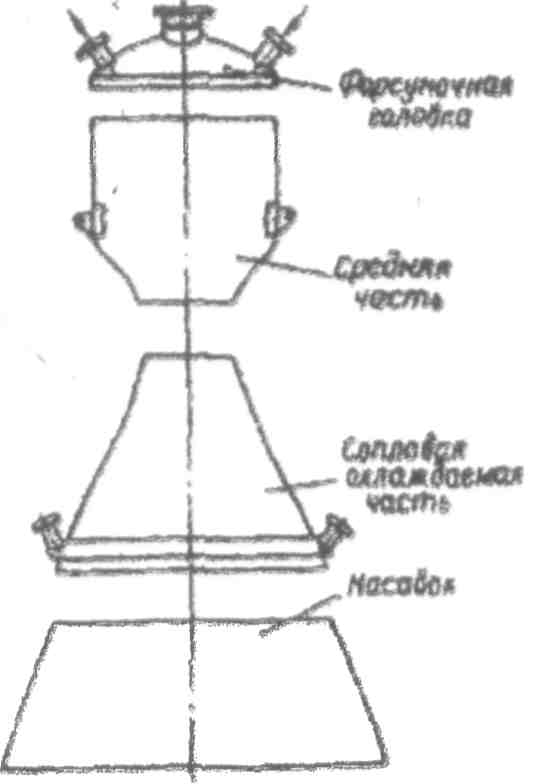 Форсуночная
головка
Средняя
часть
Сопловая
охлаждаемая
часть
Насадок